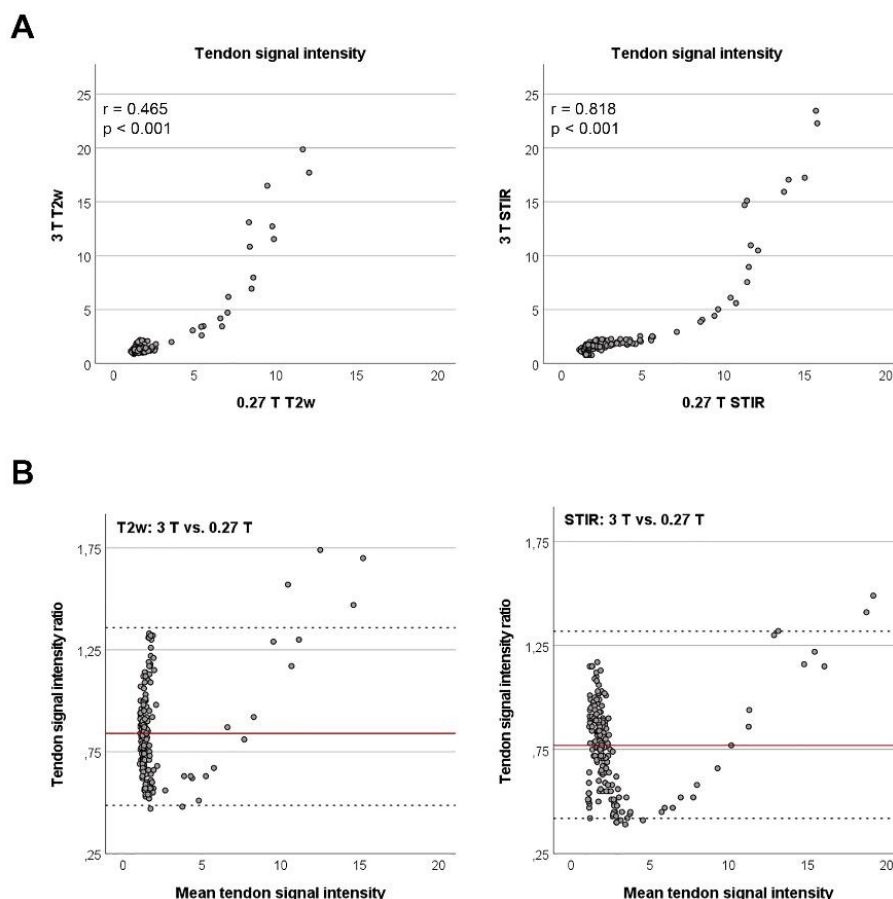 A
Tendon signal intensity
r = 0.465
p < 0.001
25
20
15
10
5
0
3 T T2w
0 5 10 15 20
0.27 T T2w
Tendon signal intensity
r = 0.818
p < 0.001
25
20
15
10
5
0
3 T STIR
0 5 10 15 20
0.27 T STIR
B
T2w: 3 T vs. 0.27 T
1,75
1,25
,75
,25
Tendon signal intensity ratio
0 5 10 15 20
Mean tendon signal intensity
STIR: 3 T vs. 0.27 T
1,75
1,25
,75
,25
Tendon signal intensity ratio
0 5 10 15 20
Mean tendon signal intensity